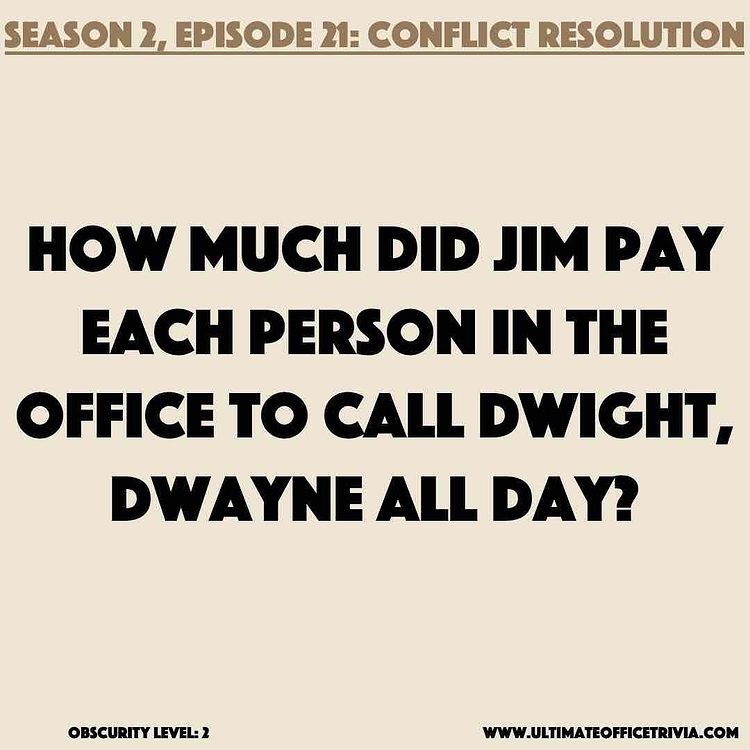 SEASON 2, EPISODE 21: CONFLICT RESOLUTION
HOW MUCH DID JIM PAY
EACH PERSON IN THE
OFFICE TO CALL DWIGHT,
DWAYNE ALL DAY?
OBSCURITY LEVEL: 2
WWW.ULTIMATEOFFICETRIVIA.COM